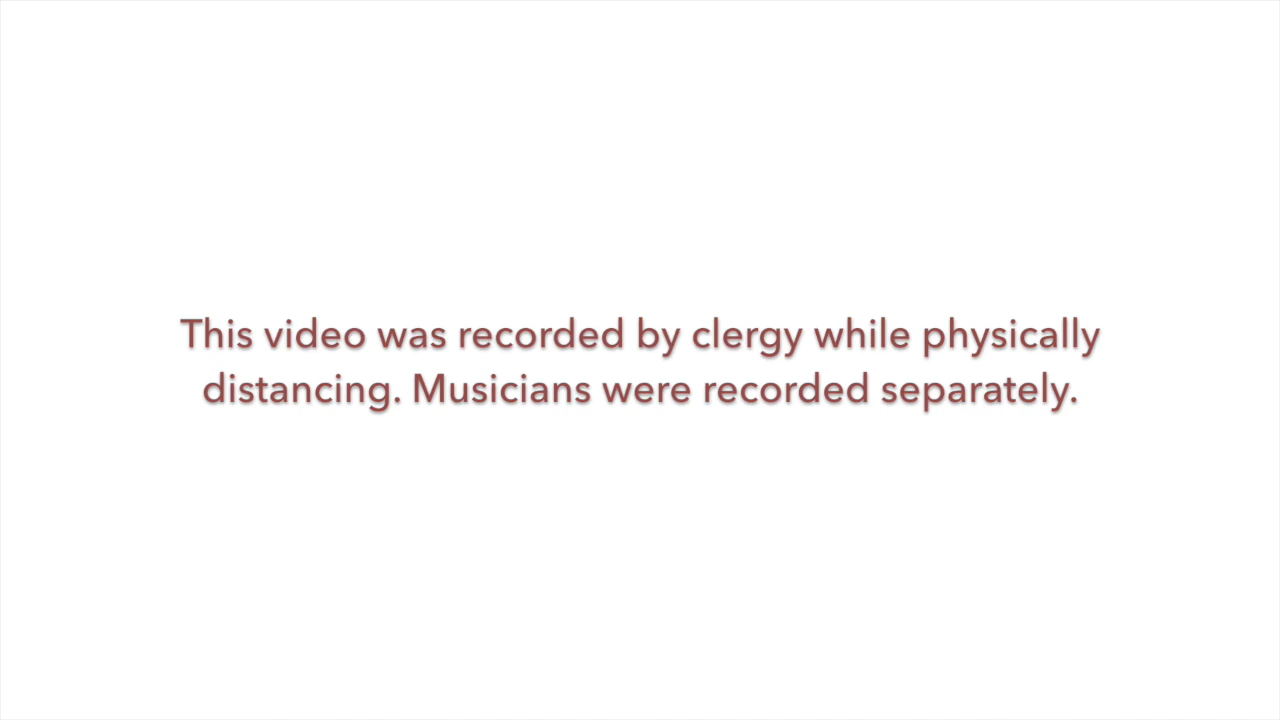 This video was recorded by clergy while physically
distancing. Musicians were recorded separately.